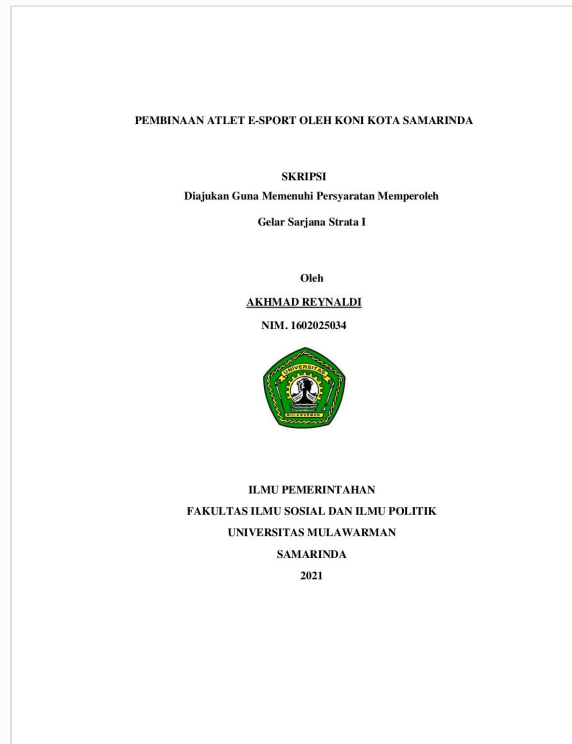 PEMBINAAN ATLET E-SPORT OLEH KONI KOTA SAMARINDA
SKRIPSI
Diajukan Guna Memenuhi Persyaratan Memperoleh
Gelar Sarjana Strata I
Oleh
AKHMAD REYNALDI
NIM. 1602025034
UNIVERSITAS
MULAWARMAN
ILMU PEMERINTAHAN
FAKULTAS ILMU SOSIAL DAN ILMU POLITIK
UNIVERSITAS MULAWARMAN
SAMARINDA
2021